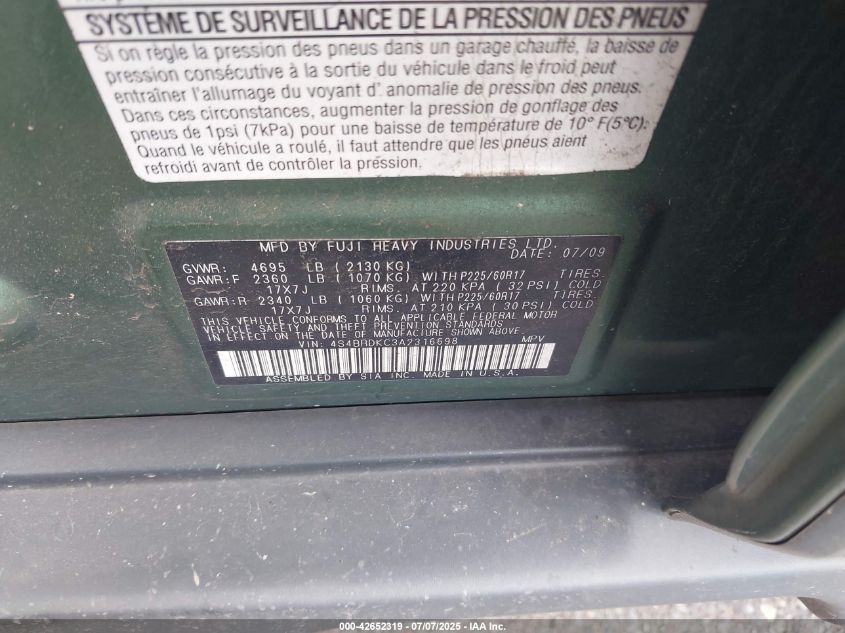 SYSTÈME DE SURVEILLANCE DE LA PRESSION DES PNEUS
Si on règle la pression des pneus dans un garage chauffé, la baisse de
pression consécutive à la sortie du véhicule dans le froid peut
entraîner l'allumage du voyant d' anomalie de pression des pneus.
Dans ces circonstances, augmenter la pression de gonflage des
pneus de 1psi (7kPa) pour une baisse de température de 10° F(5°C).
Quand le véhicule a roulé, il faut attendre que les pneus aient
refroidi avant de contrôler la pression.
MFD BY FUJI HEAVY INDUSTRIES LTD.
DATE: 07/09
GVWR: 4695 LB (2130 KG)
GAWR:F 2360 LB (1070 KG) WITH P225/60R17 TIRES.
17X7J RIMS. AT 220 KPA (32 PSI) COLD
GAWR:R 2340 LB (1060 KG) WITH P225/60R17 TIRES.
17X7J RIMS. AT 210 KPA (30 PSI) COLD
THIS VEHICLE CONFORMS TO ALL APPLICABLE FEDERAL MOTOR
VEHICLE SAFETY AND THEFT PREVENTION STANDARDS
IN EFFECT ON THE DATE OF MANUFACTURE SHOWN ABOVE.
VIN: 4S4BRDKC3A2316698 MPV
ASSEMBLED BY SIA INC. MADE IN U.S.A.
000-42652319 / 07/07/2025 - IAA Inc.